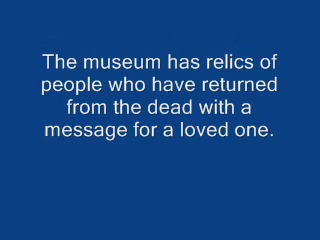 The museum has relics of
people who have returned
from the dead with a
message for a loved one.